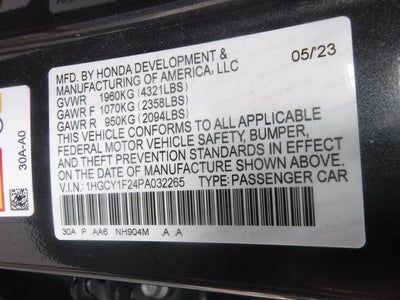 MFD. BY HONDA DEVELOPMENT & 05/23
MANUFACTURING OF AMERICA, LLC
GVWR 1960KG (4321LBS)
GAWR F 1070KG (2358LBS)
GAWR R 950KG (2094LBS)
THIS VEHICLE CONFORMS TO ALL APPLICABLE
FEDERAL MOTOR VEHICLE SAFETY, BUMPER,
AND THEFT PREVENTION STANDARDS IN EFFECT
ON THE DATE OF MANUFACTURE SHOWN ABOVE.
V.I.N.: 1HGCY1F24PA032265 TYPE: PASSENGER CAR
30A P AA6 NH904M .A .A
30A-A0